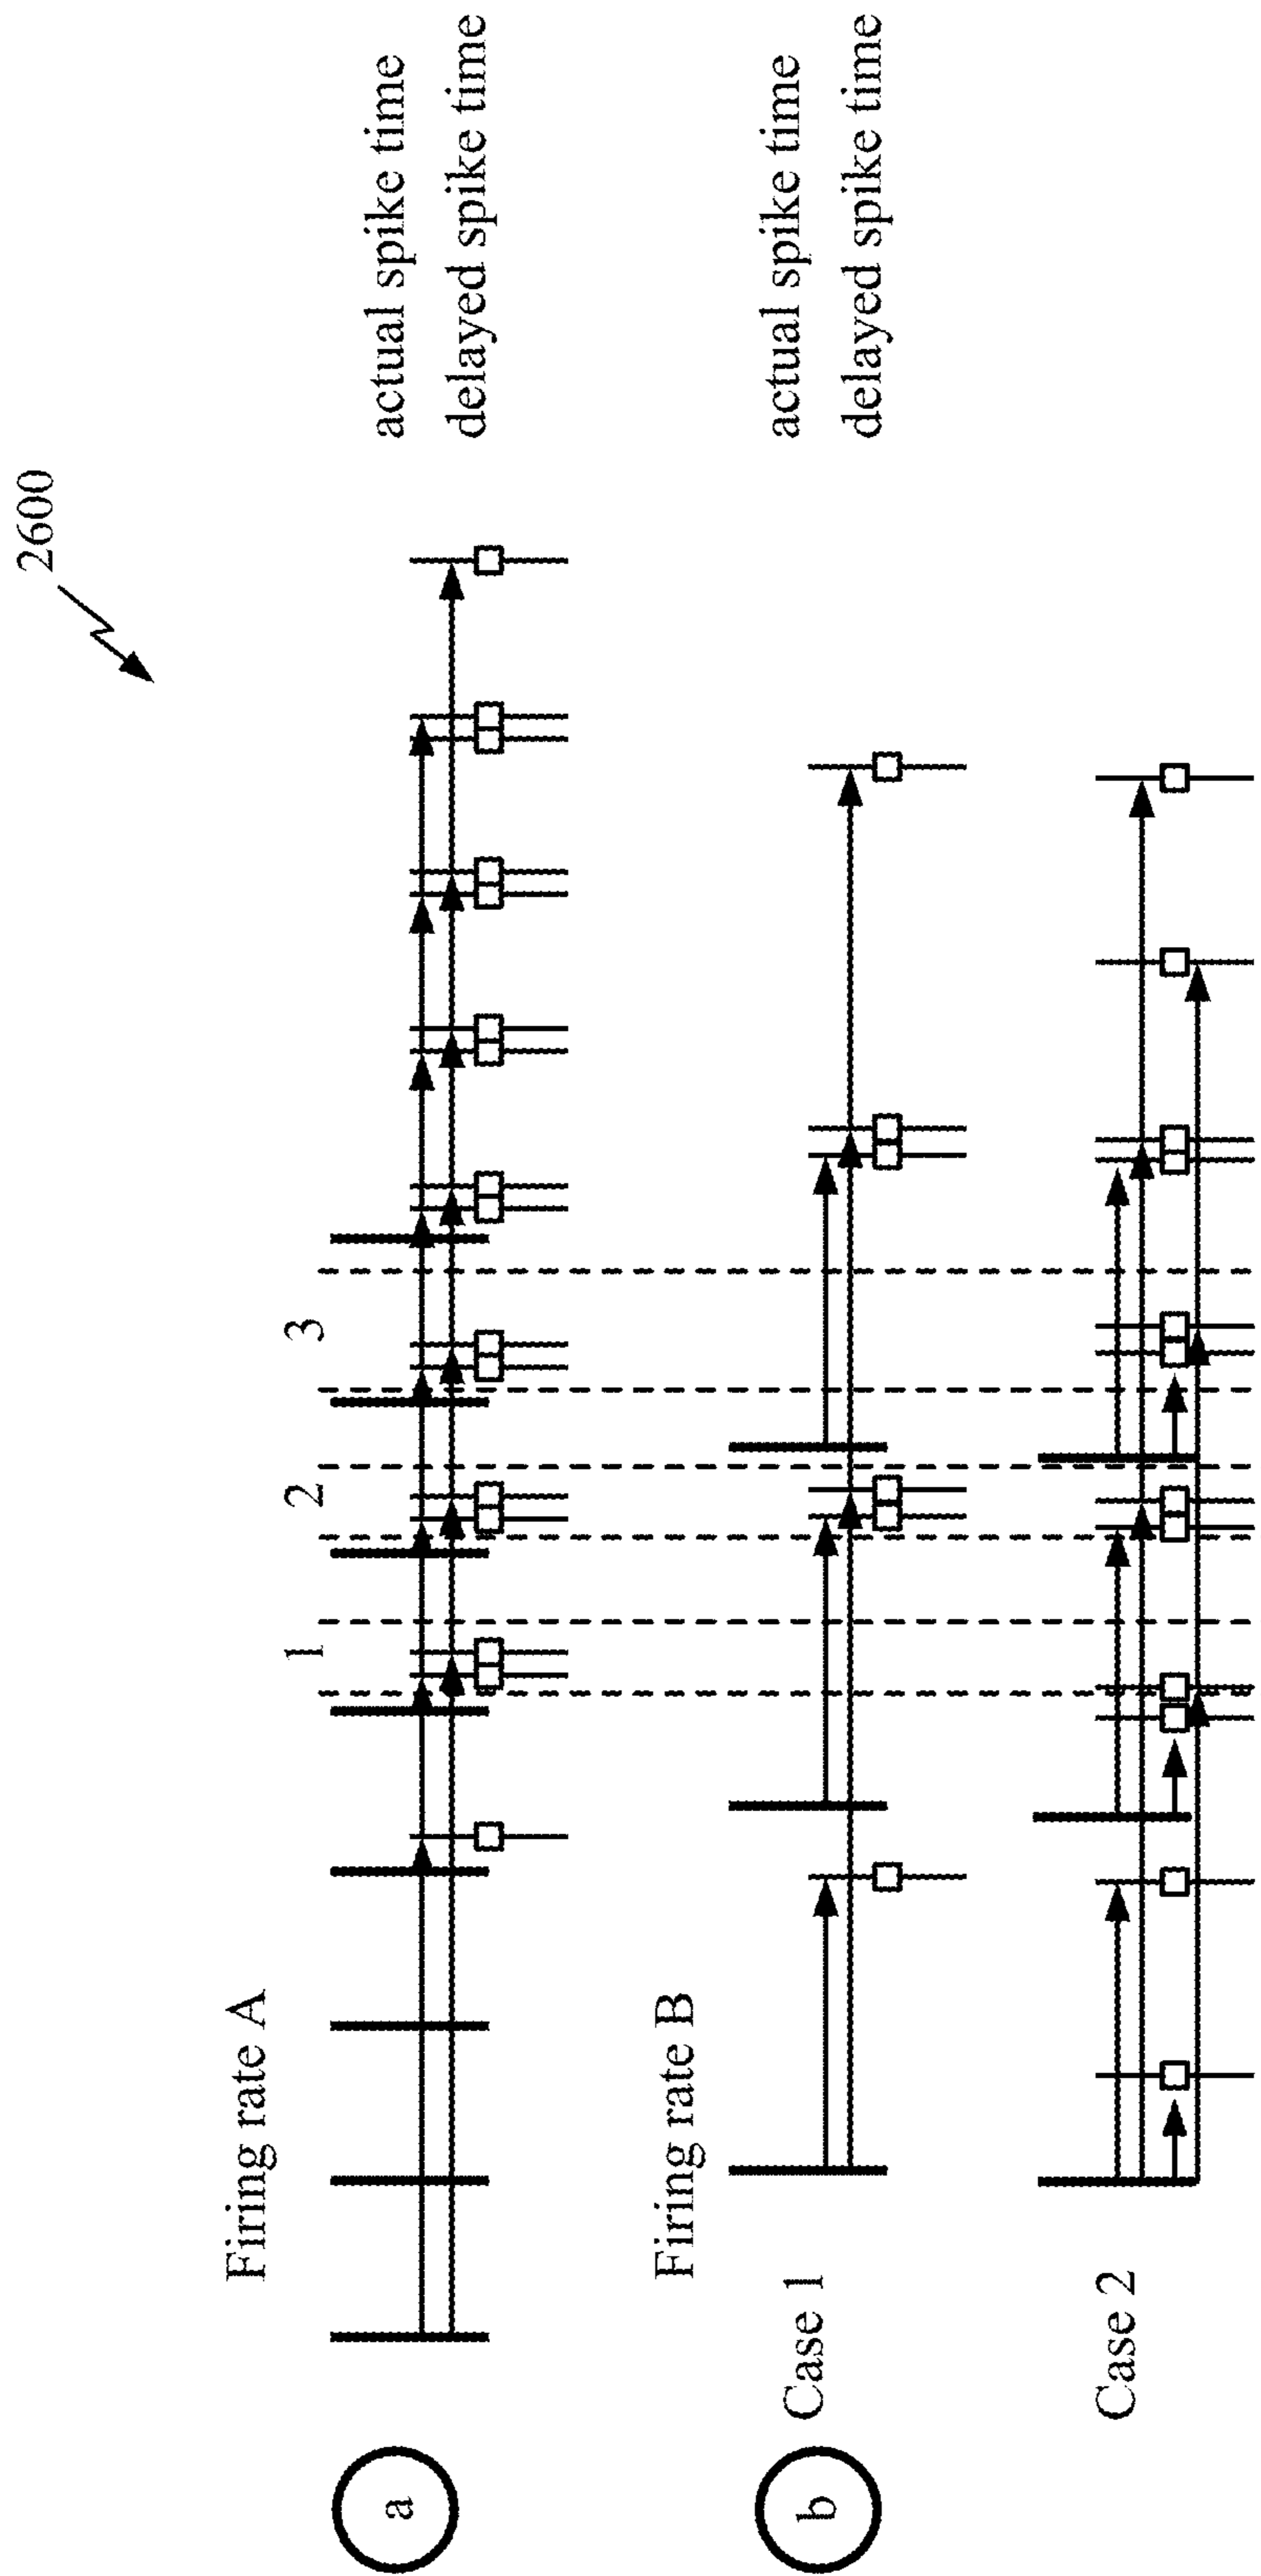 2600
Firing rate A
1 2 3
actual spike time
delayed spike time
a
Firing rate B
Case 1
actual spike time
delayed spike time
b
Case 2